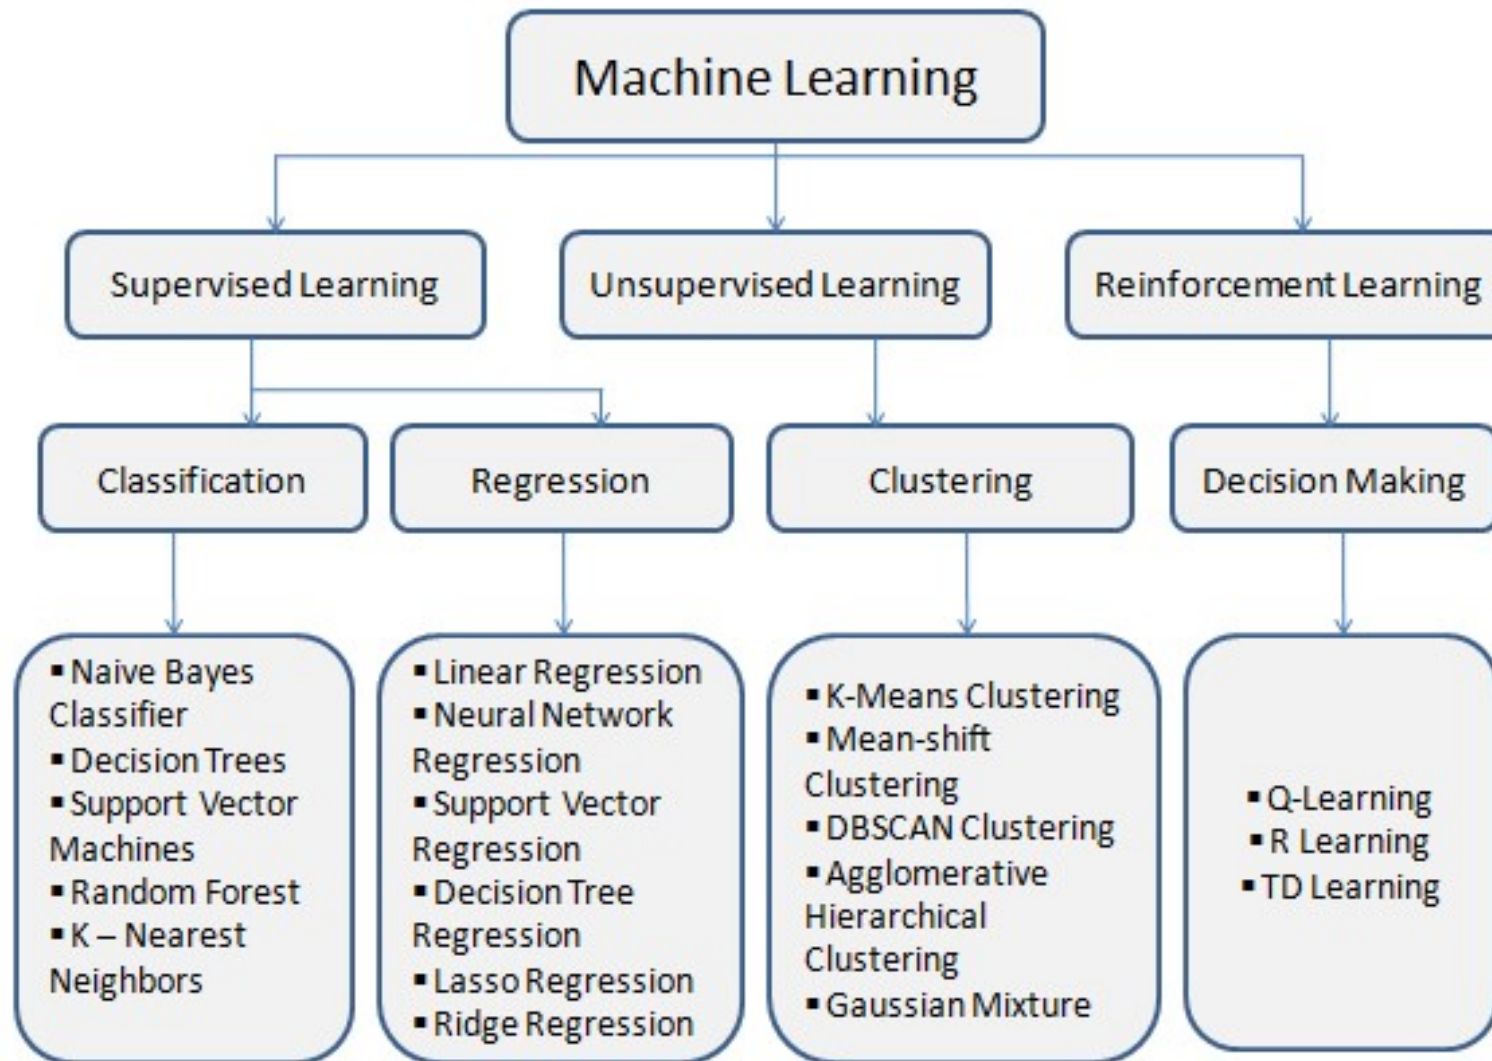 Machine Learning
Supervised Learning
Unsupervised Learning
Reinforcement Learning
Classification
Regression
Clustering
Decision Making
▪ Naive Bayes
Classifier
▪ Decision Trees
▪ Support Vector
Machines
▪ Random Forest
▪ K – Nearest
Neighbors
▪ Linear Regression
▪ Neural Network
Regression
▪ Support Vector
Regression
▪ Decision Tree
Regression
▪ Lasso Regression
▪ Ridge Regression
▪ K-Means Clustering
▪ Mean-shift
Clustering
▪ DBSCAN Clustering
▪ Agglomerative
Hierarchical
Clustering
▪ Gaussian Mixture
▪ Q-Learning
▪ R Learning
▪ TD Learning